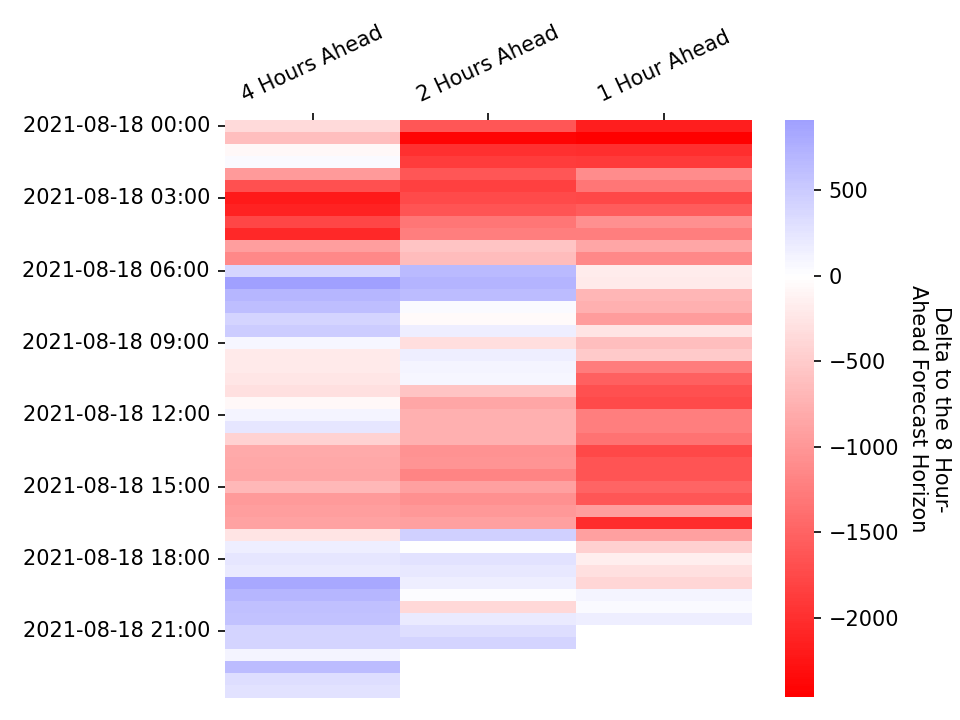 4 Hours Ahead
2 Hours Ahead
1 Hour Ahead
2021-08-18 00:00
2021-08-18 03:00
2021-08-18 06:00
2021-08-18 09:00
2021-08-18 12:00
2021-08-18 15:00
2021-08-18 18:00
2021-08-18 21:00
500
0
−500
−1000
−1500
−2000
Delta to the 8 Hour-
Ahead Forecast Horizon